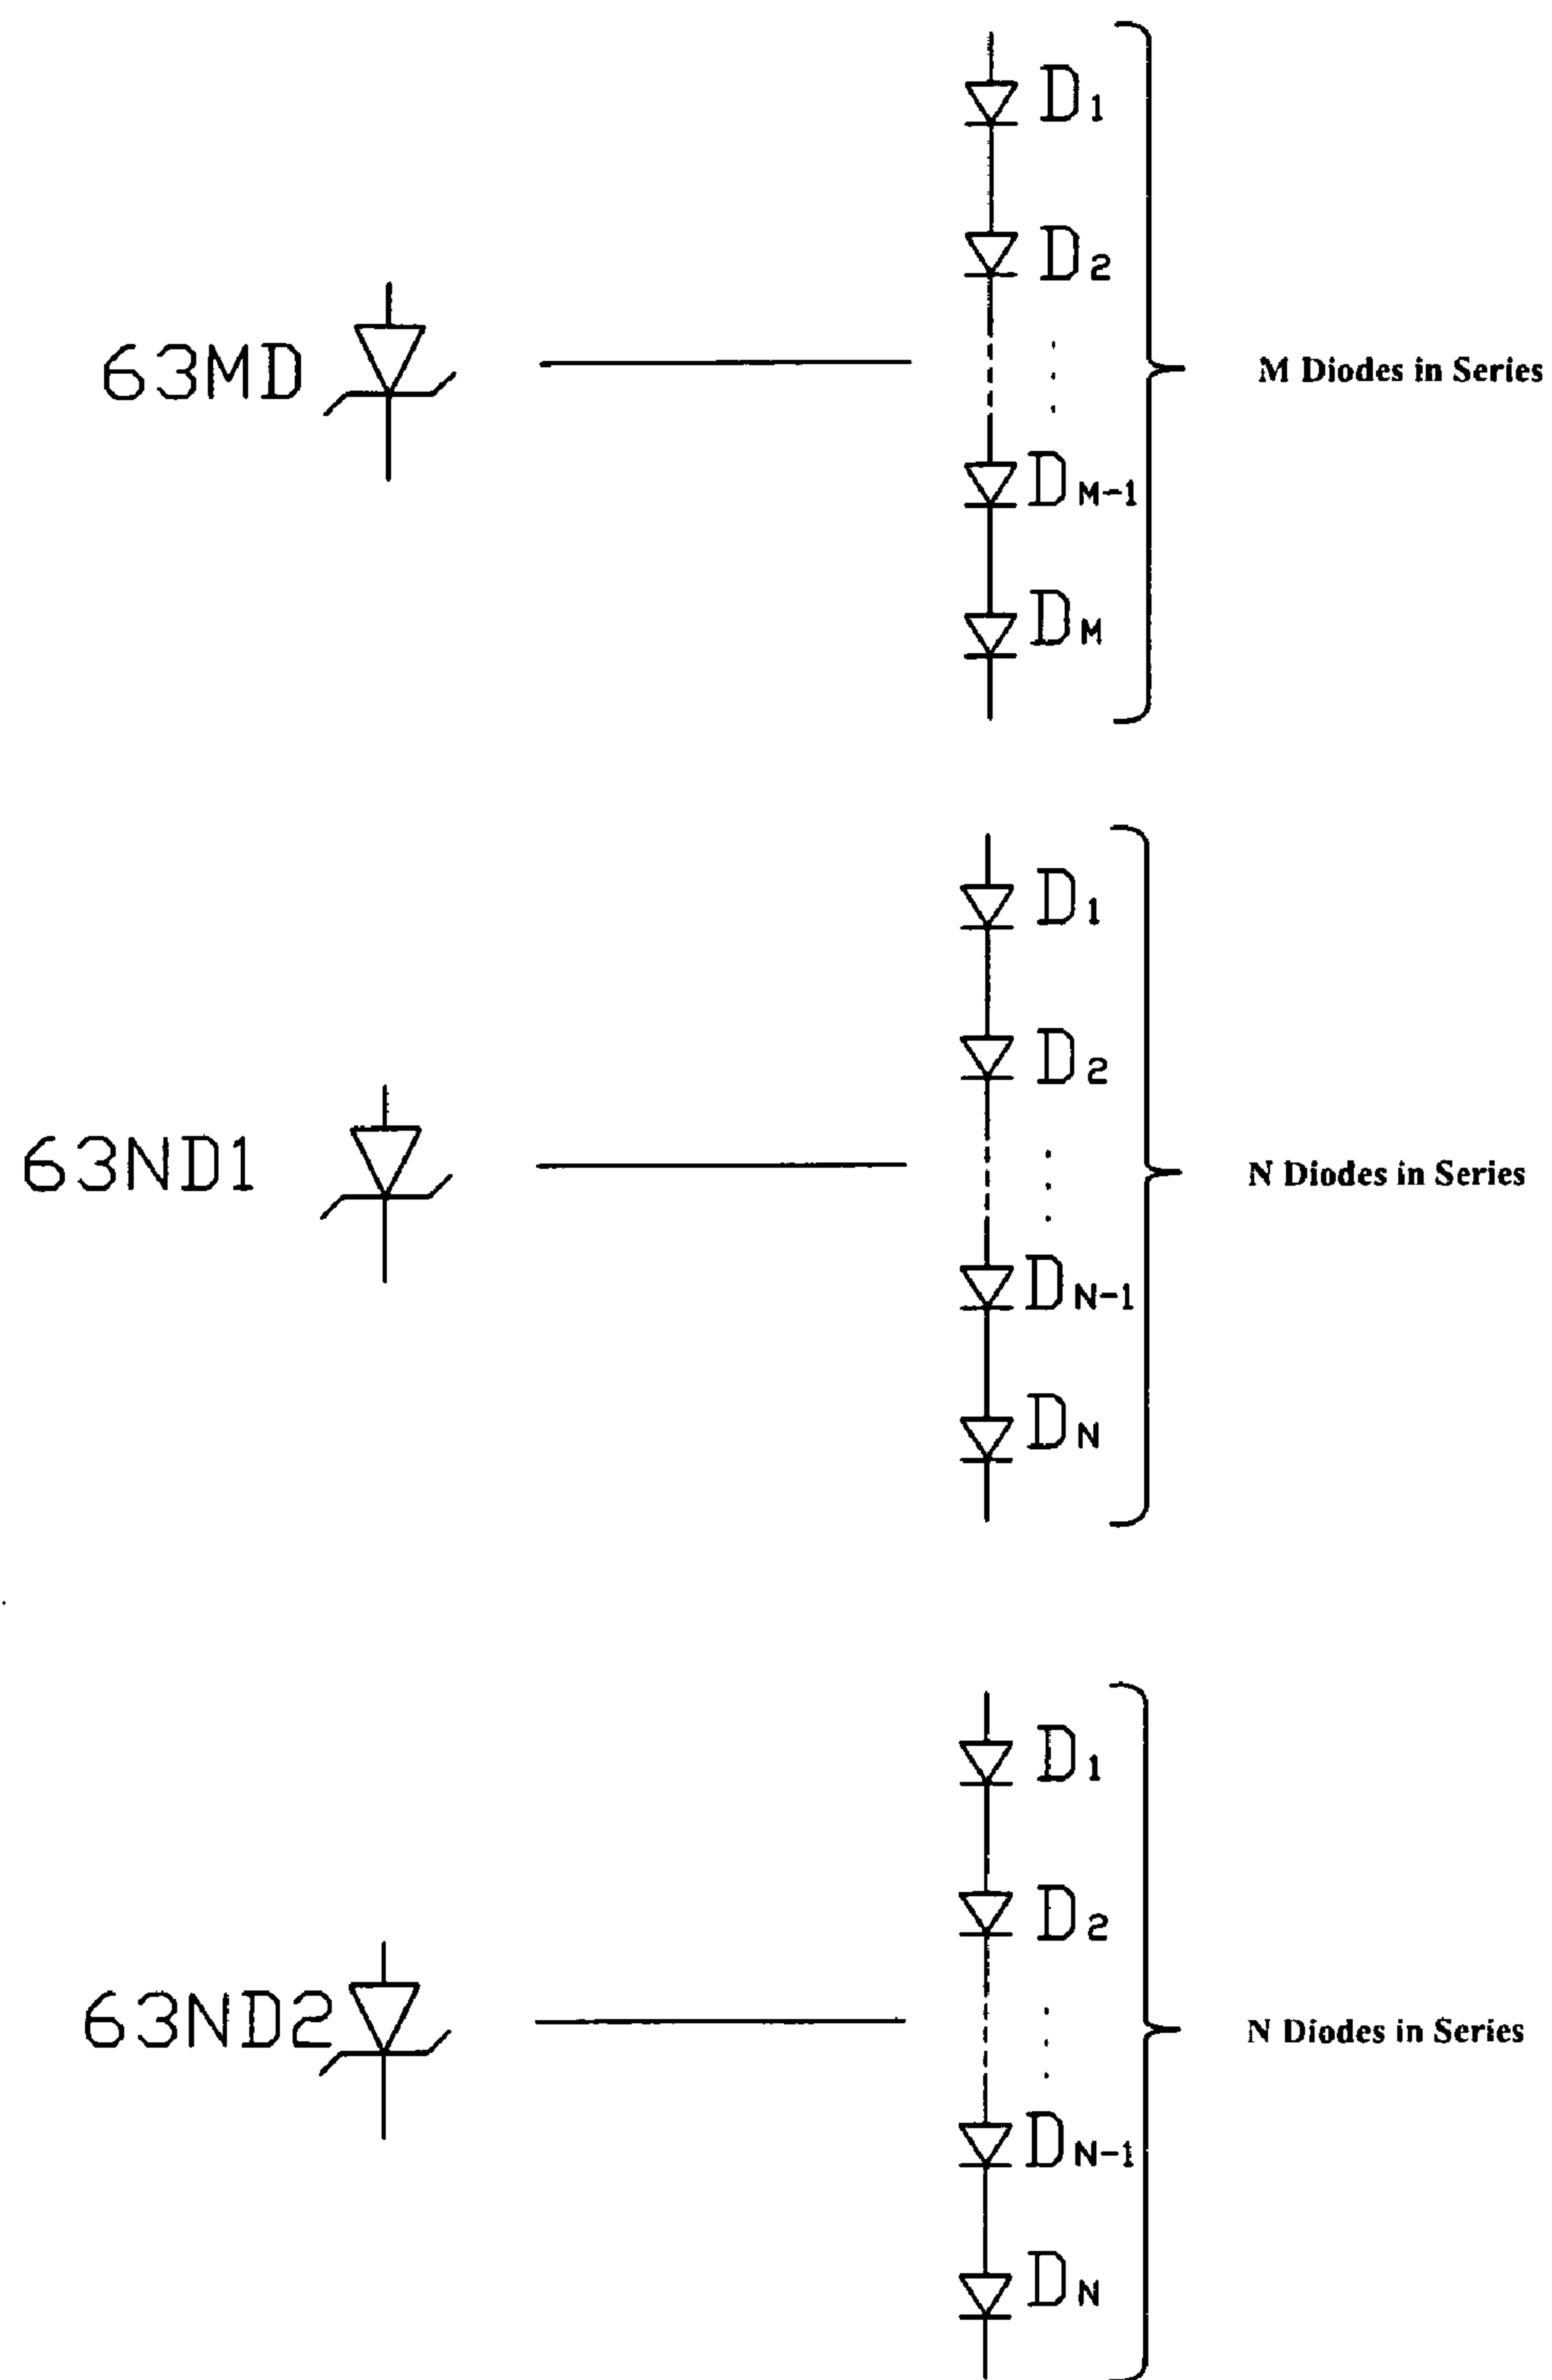 D1
D2
63MD
M Diodes in Series
DM-1
DM
D1
D2
63ND1
N Diodes in Series
DN-1
DN
D1
D2
63ND2
N Diodes in Series
DN-1
DN